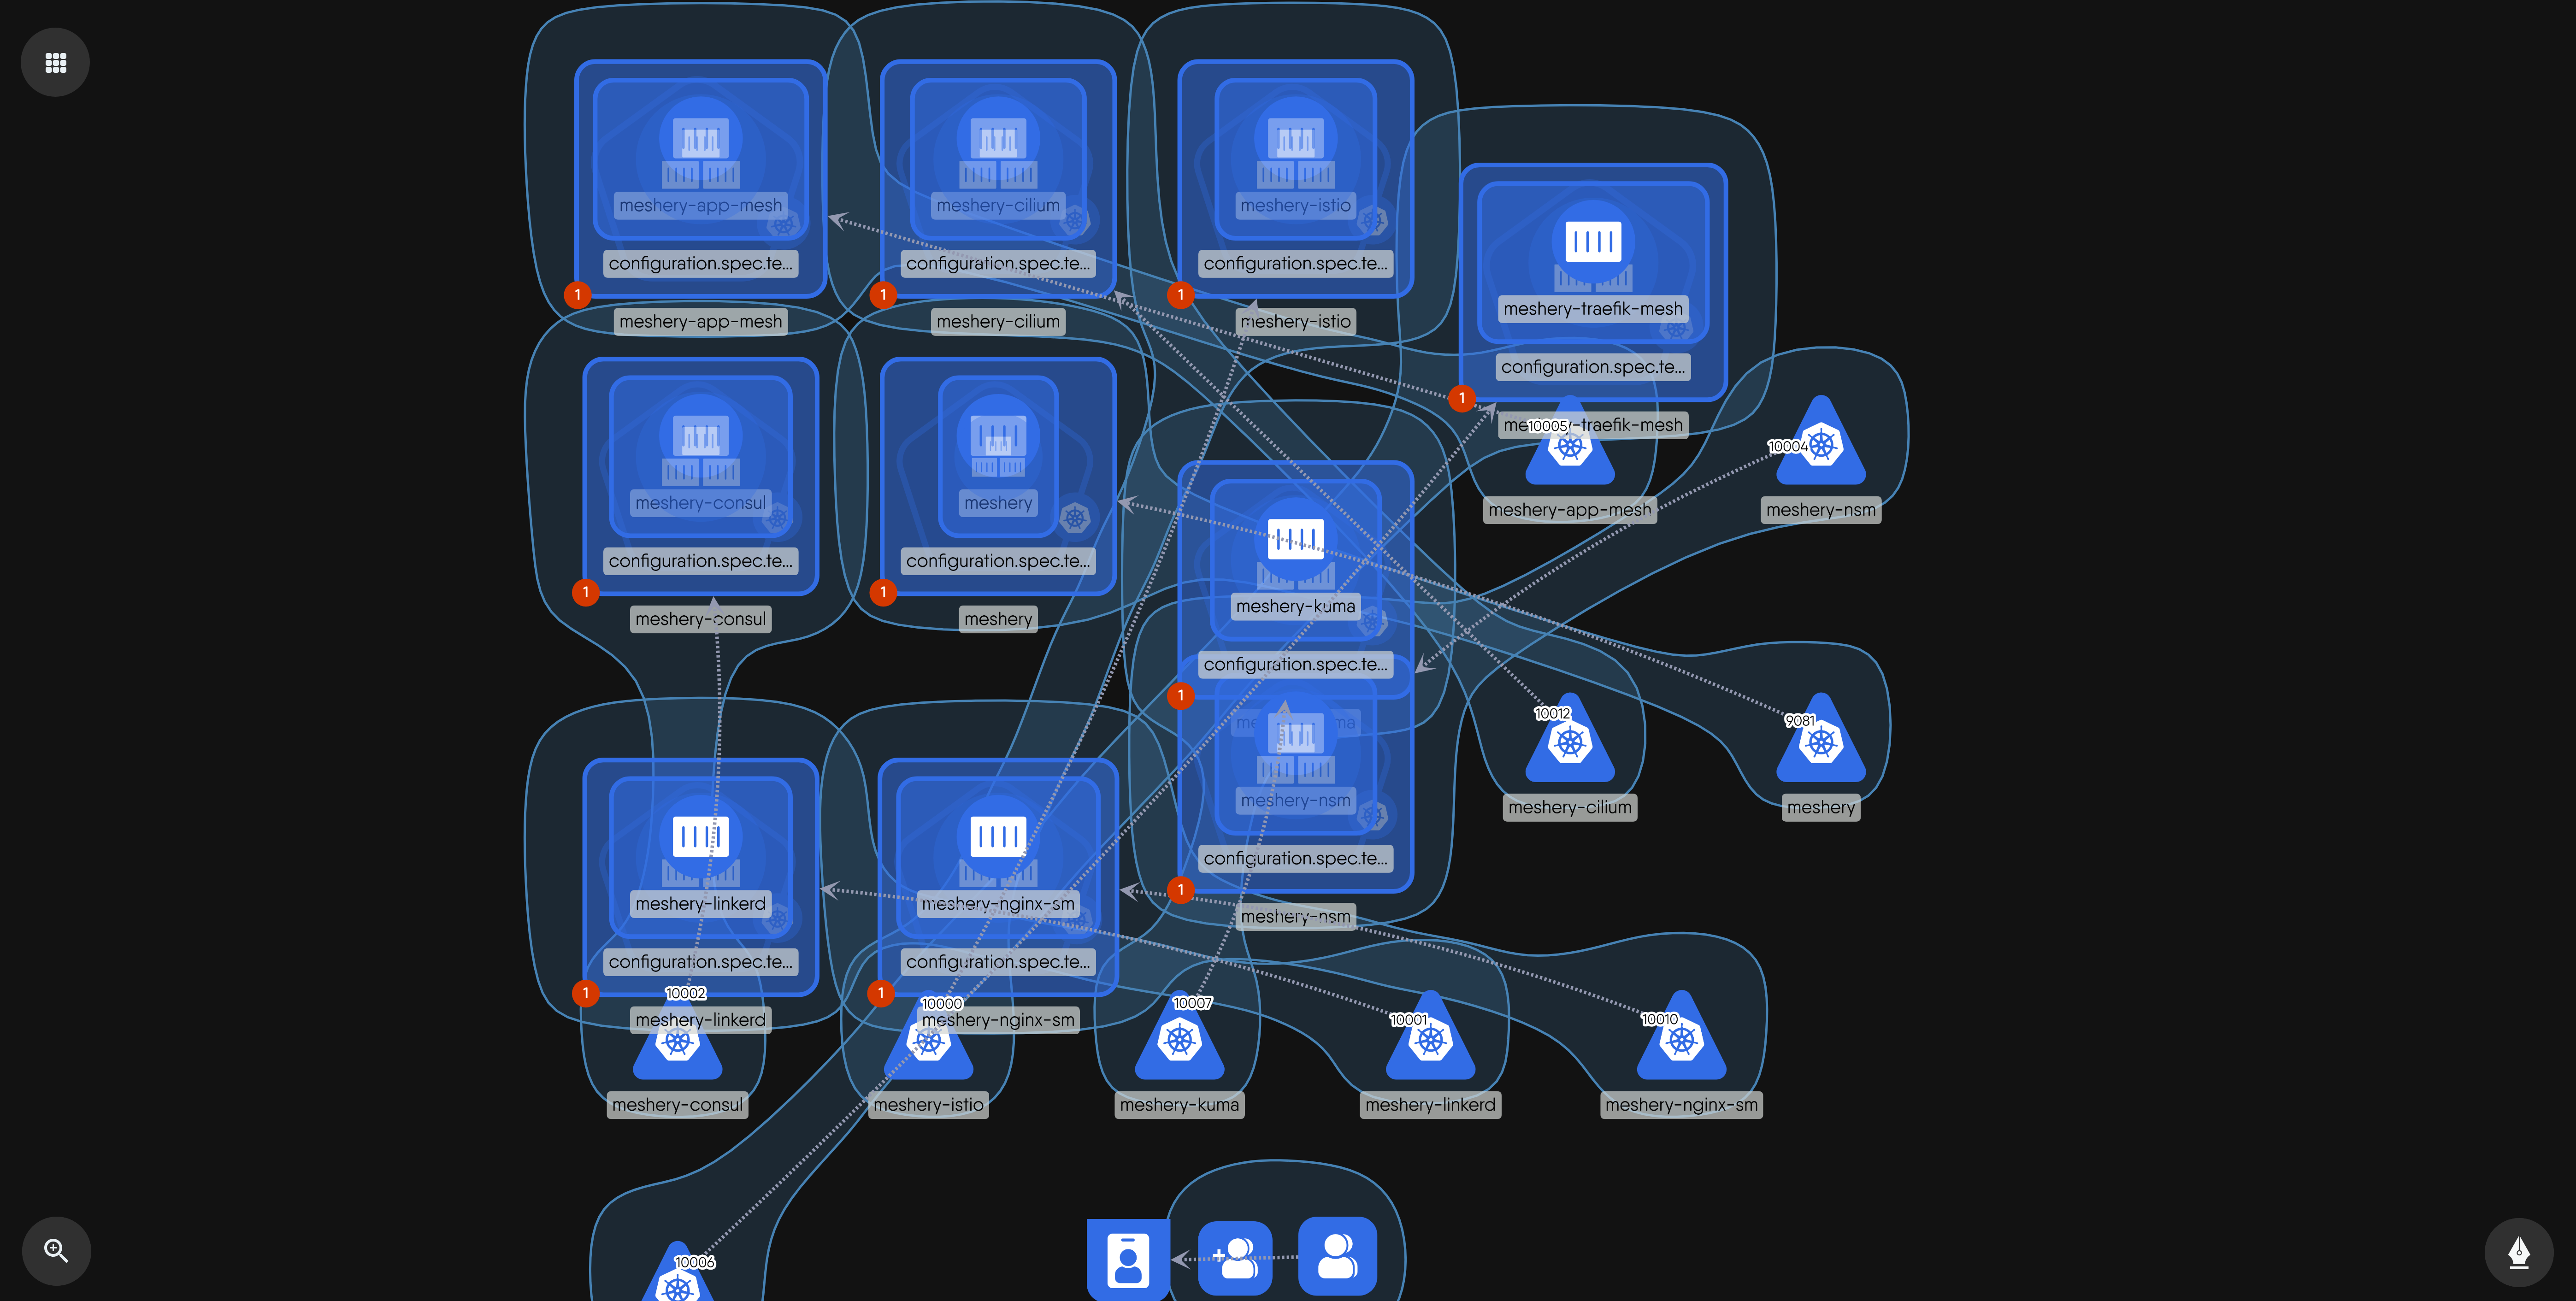 meshery-app-mesh
configuration.spec.te...
1
meshery-app-mesh
meshery-cilium
configuration.spec.te...
1
meshery-cilium
meshery-istio
configuration.spec.te...
1
meshery-istio
meshery-traefik-mesh
configuration.spec.te...
1
-traefik-mesh
10005
meshery-app-mesh
10004
meshery-nsm
meshery-consul
configuration.spec.te...
1
meshery-consul
meshery
configuration.spec.te...
1
meshery
meshery-kuma
configuration.spec.te...
1
meshery-nsm
configuration.spec.te...
1
meshery-nsm
10012
meshery-cilium
9081
meshery
meshery-linkerd
configuration.spec.te...
1
meshery-linkerd
meshery-nginx-sm
configuration.spec.te...
1
meshery-nginx-sm
10002
meshery-consul
10000
meshery-istio
10007
meshery-kuma
10001
meshery-linkerd
10010
meshery-nginx-sm
10006